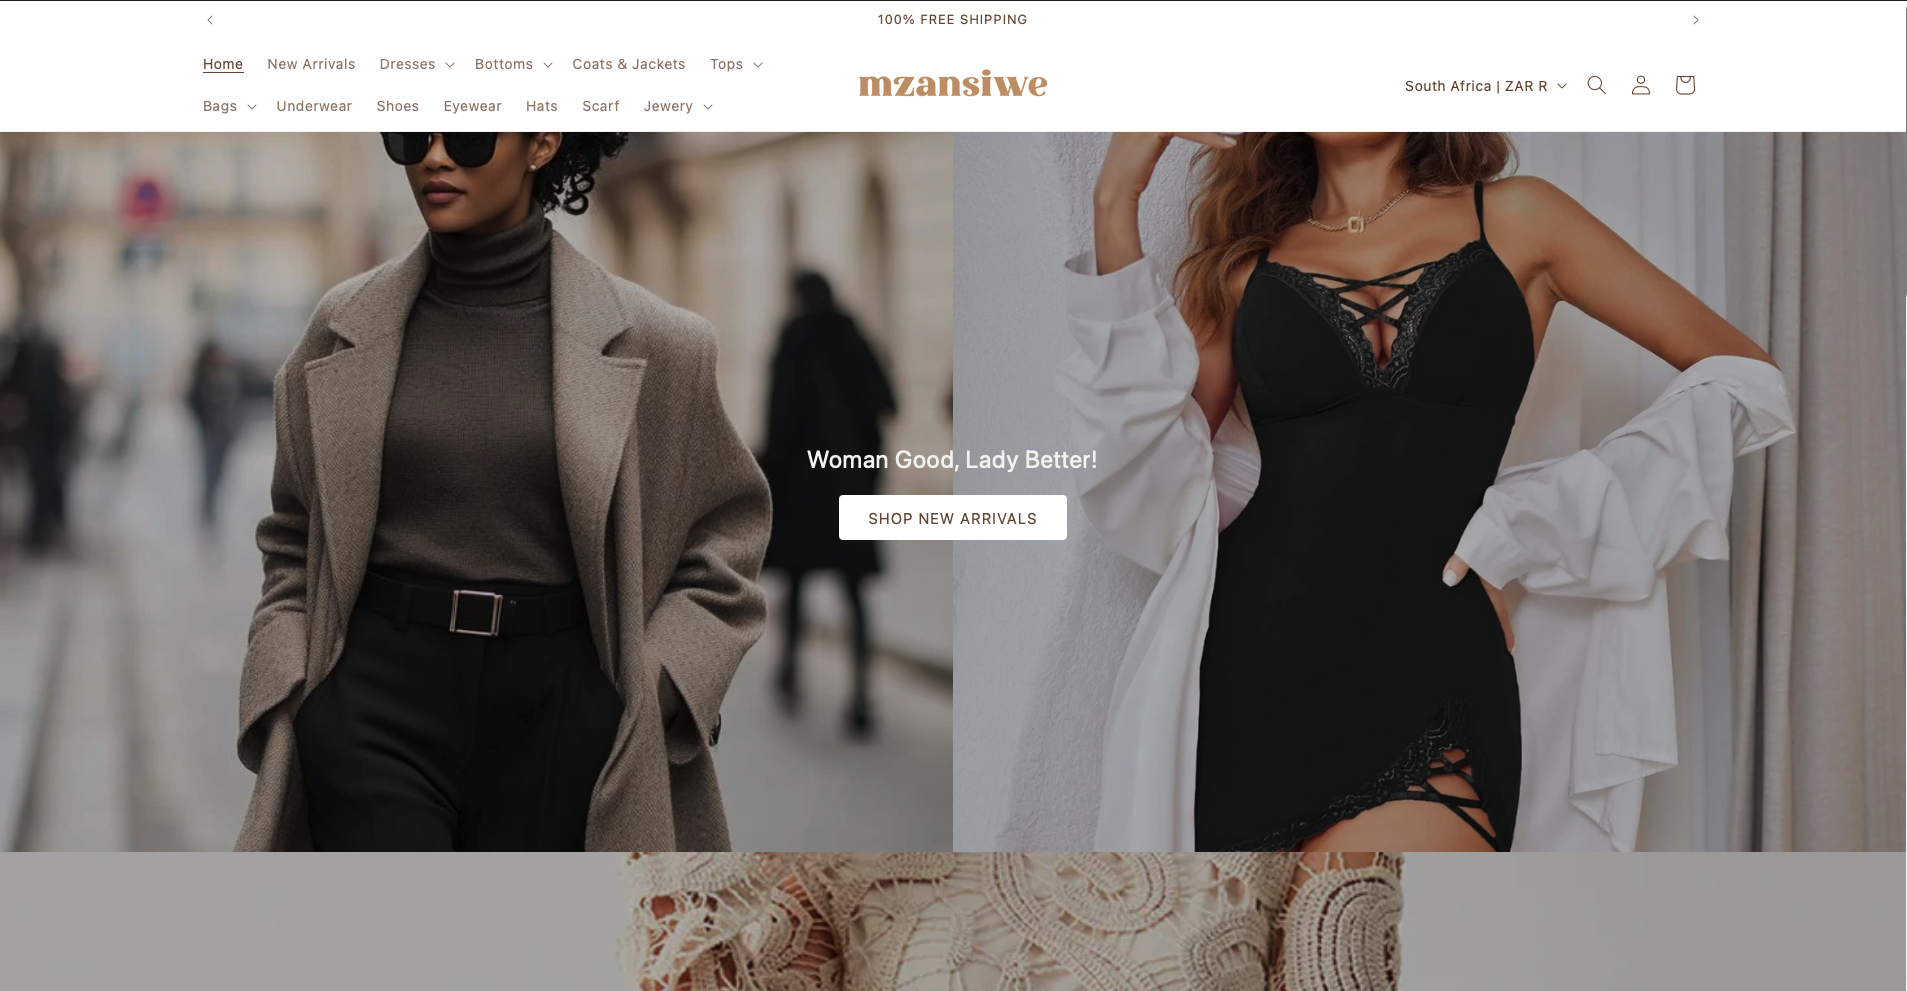 100% FREE SHIPPING
Home New Arrivals Dresses Bottoms Coats & Jackets Tops
Bags Underwear Shoes Eyewear Hats Scarf Jewery
mzansiwe
South Africa | ZAR R
Woman Good, Lady Better!
SHOP NEW ARRIVALS